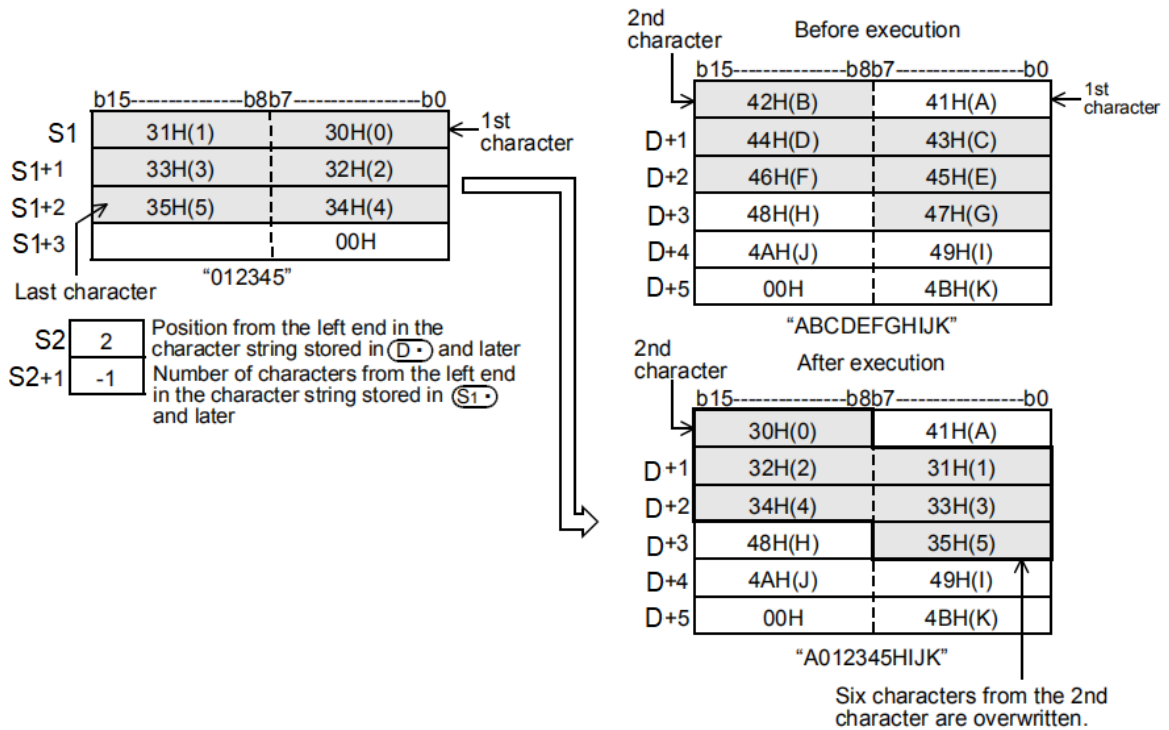 b15----------------b8b7------------------b0
S1 31H(1) 30H(0)
1st
character
S1+1 33H(3) 32H(2)
S1+2 35H(5) 34H(4)
S1+3 00H
"012345"
Last character
S2 2 Position from the left end in the
character string stored in D· and later
S2+1 -1 Number of characters from the left end
in the character string stored in S1·
and later
2nd
character
Before execution
b15----------------b8b7------------------b0
42H(B) 41H(A)
1st
character
D+1 44H(D) 43H(C)
D+2 46H(F) 45H(E)
D+3 48H(H) 47H(G)
D+4 4AH(J) 49H(I)
D+5 00H 4BH(K)
"ABCDEFGHIJK"
2nd
character
After execution
b15----------------b8b7------------------b0
30H(0) 41H(A)
D+1 32H(2) 31H(1)
D+2 34H(4) 33H(3)
D+3 48H(H) 35H(5)
D+4 4AH(J) 49H(I)
D+5 00H 4BH(K)
"A012345HIJK"
Six characters from the 2nd
character are overwritten.